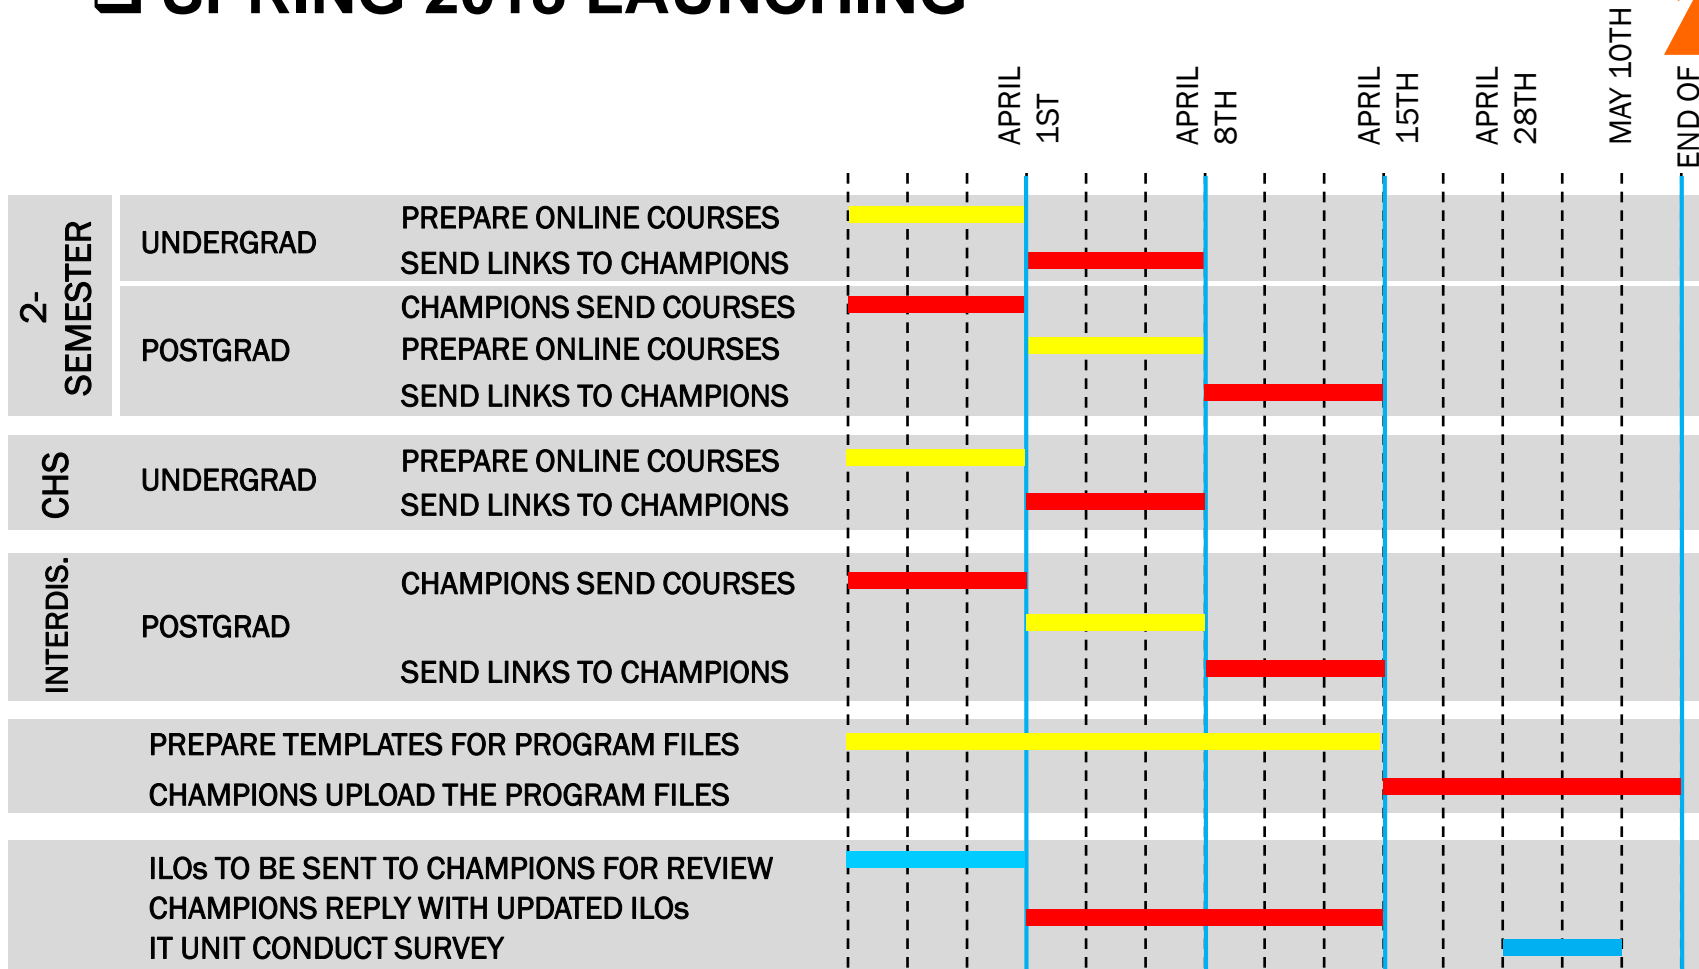 SPRING 2018 LAUNCHING
APRIL
1ST
APRIL
8TH
APRIL
15TH
APRIL
28TH
MAY 10TH
END OF
2-
SEMESTER
UNDERGRAD
PREPARE ONLINE COURSES
SEND LINKS TO CHAMPIONS
POSTGRAD
CHAMPIONS SEND COURSES
PREPARE ONLINE COURSES
SEND LINKS TO CHAMPIONS
CHS
UNDERGRAD
PREPARE ONLINE COURSES
SEND LINKS TO CHAMPIONS
INTERDIS.
POSTGRAD
CHAMPIONS SEND COURSES
SEND LINKS TO CHAMPIONS
PREPARE TEMPLATES FOR PROGRAM FILES
CHAMPIONS UPLOAD THE PROGRAM FILES
ILOs TO BE SENT TO CHAMPIONS FOR REVIEW
CHAMPIONS REPLY WITH UPDATED ILOs
IT UNIT CONDUCT SURVEY